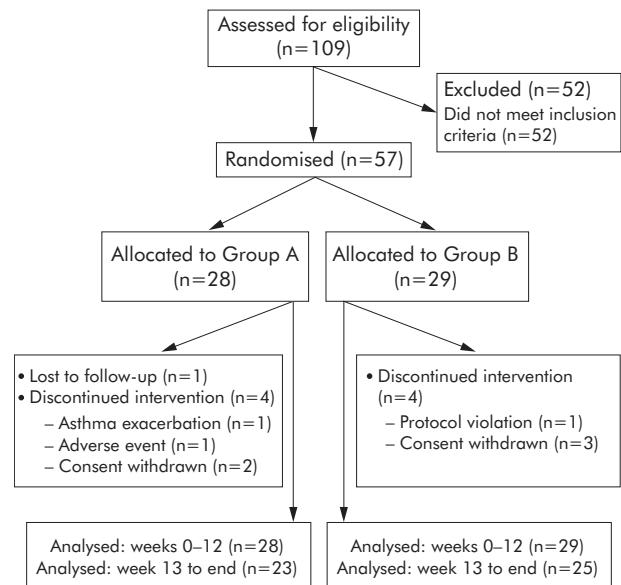 Assessed for eligibility
(n=109)
Excluded (n=52)
Did not meet inclusion
criteria (n=52)
Randomised (n=57)
Allocated to Group A
(n=28)
Allocated to Group B
(n=29)
• Lost to follow-up (n=1)
• Discontinued intervention (n=4)
– Asthma exacerbation (n=1)
– Adverse event (n=1)
– Consent withdrawn (n=2)
• Discontinued intervention
(n=4)
– Protocol violation (n=1)
– Consent withdrawn (n=3)
Analysed: weeks 0–12 (n=28)
Analysed: week 13 to end (n=23)
Analysed: weeks 0–12 (n=29)
Analysed: week 13 to end (n=25)